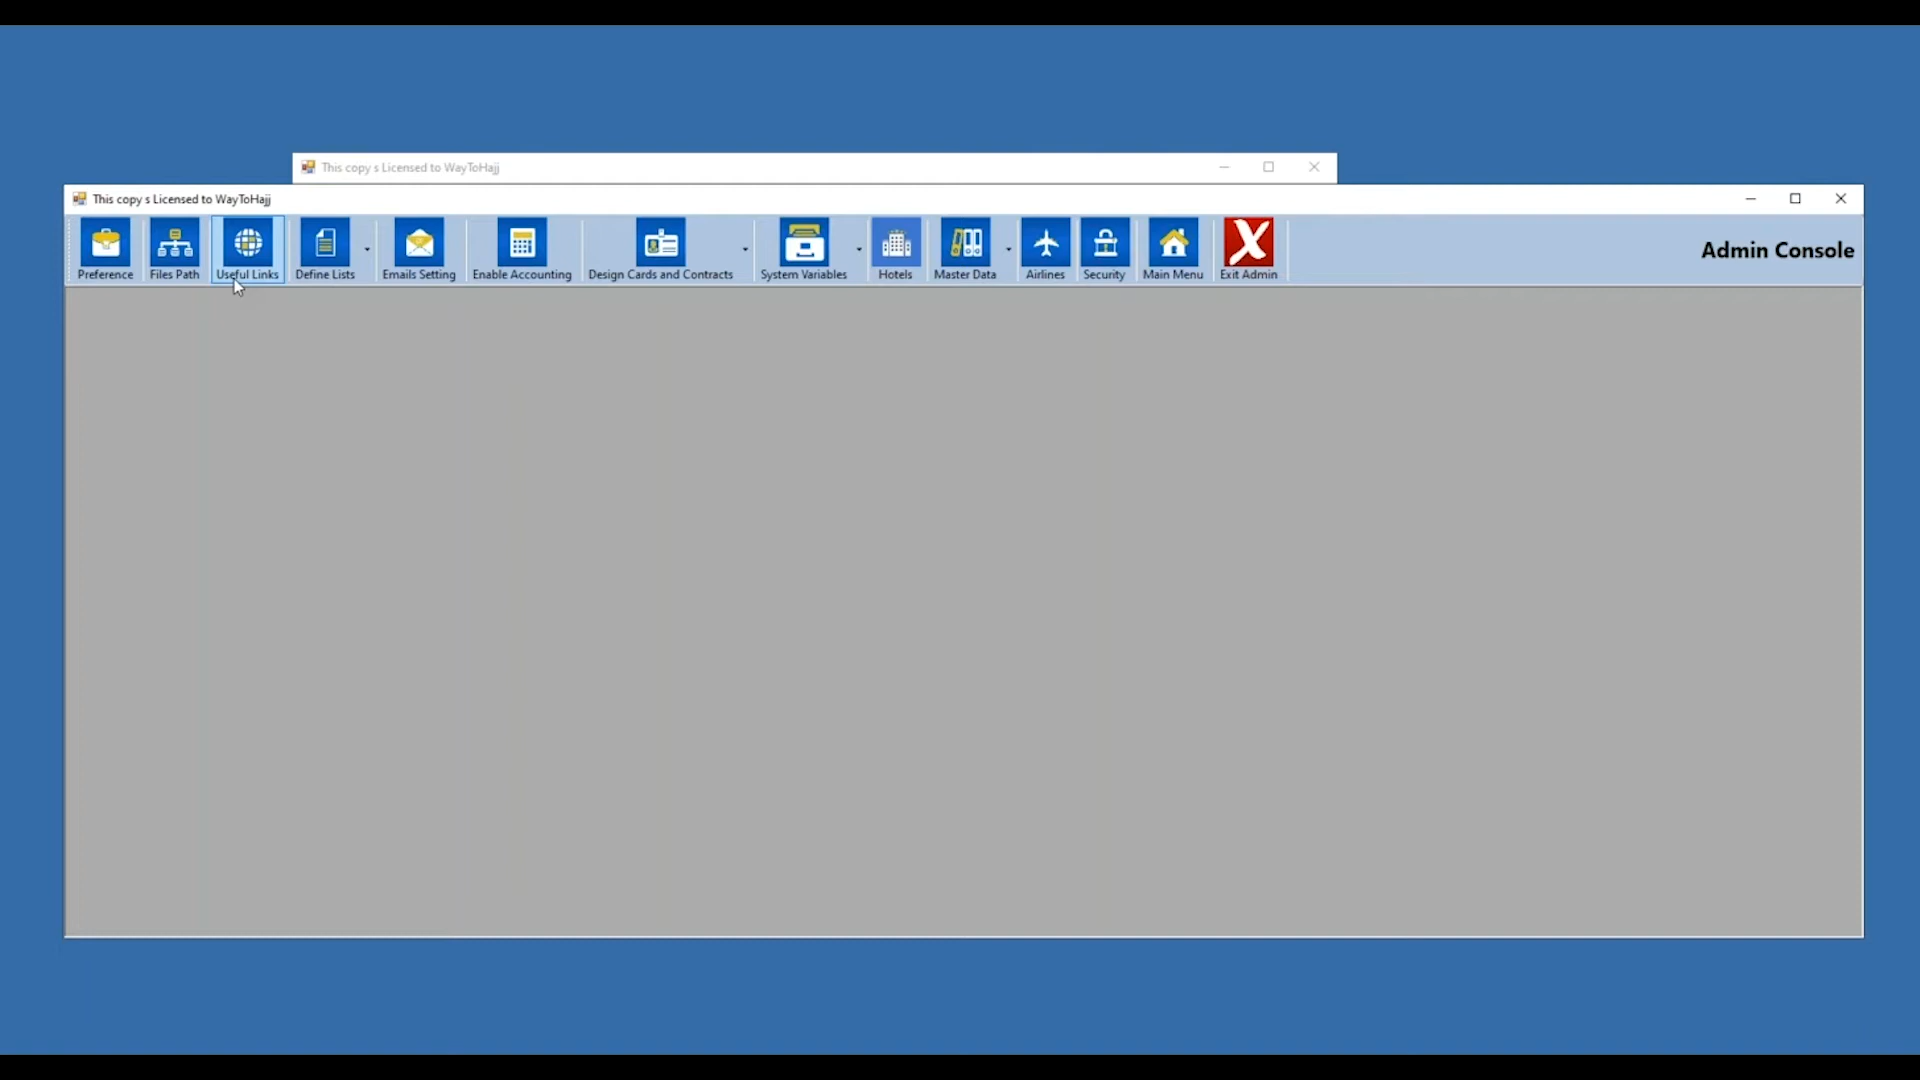 This copy s Licensed to WayToHajj
This copy s Licensed to WayToHajj
Preference Files Path Useful Links Define Lists Emails Setting Enable Accounting Design Cards and Contracts System Variables Hotels Master Data Airlines Security Main Menu Exit Admin Admin Console